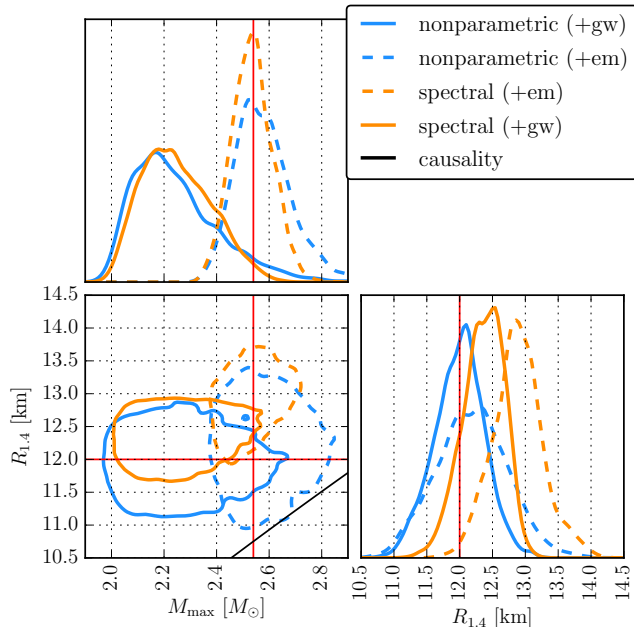 nonparametric (+gw)
nonparametric (+em)
spectral (+em)
spectral (+gw)
causality
14.5
14.0
13.5
13.0
12.5
12.0
11.5
11.0
10.5
R₁.₄ [km]
2.0
2.2
2.4
2.6
2.8
M_max [M_⊙]
10.5
11.0
11.5
12.0
12.5
13.0
13.5
14.0
14.5
R₁.₄ [km]